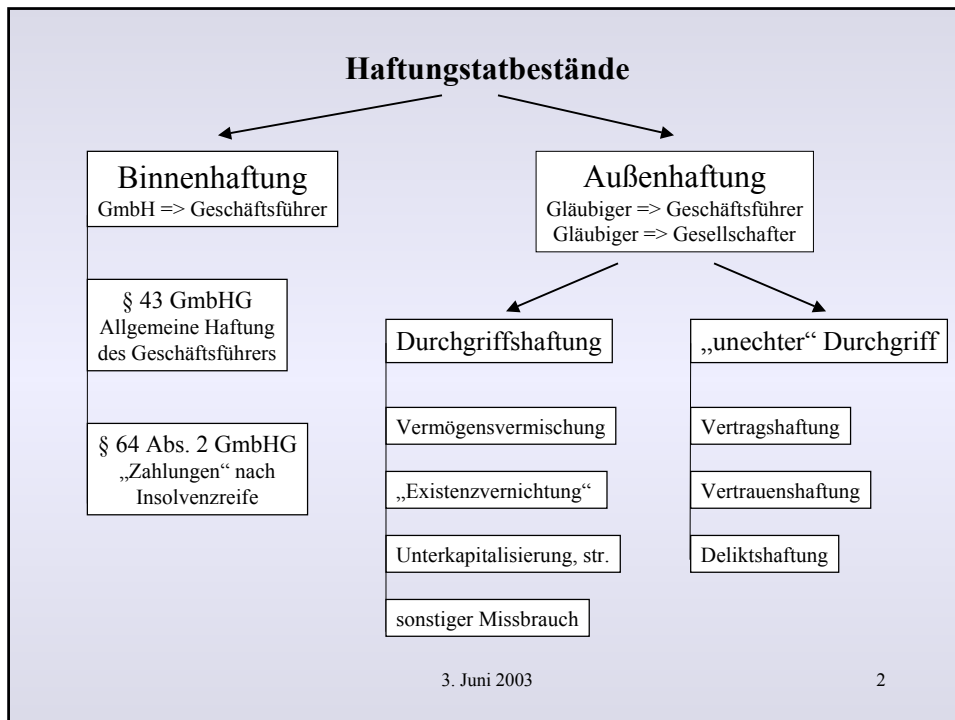 Haftungstatbestände
Binnenhaftung
GmbH => Geschäftsführer
§ 43 GmbHG
Allgemeine Haftung
des Geschäftsführers
§ 64 Abs. 2 GmbHG
„Zahlungen“ nach
Insolvenzreife
Außenhaftung
Gläubiger => Geschäftsführer
Gläubiger => Gesellschafter
Durchgriffshaftung
Vermögensvermischung
„Existenzvernichtung“
Unterkapitalisierung, str.
sonstiger Missbrauch
„unechter“ Durchgriff
Vertragshaftung
Vertrauenshaftung
Deliktshaftung
3. Juni 2003
2